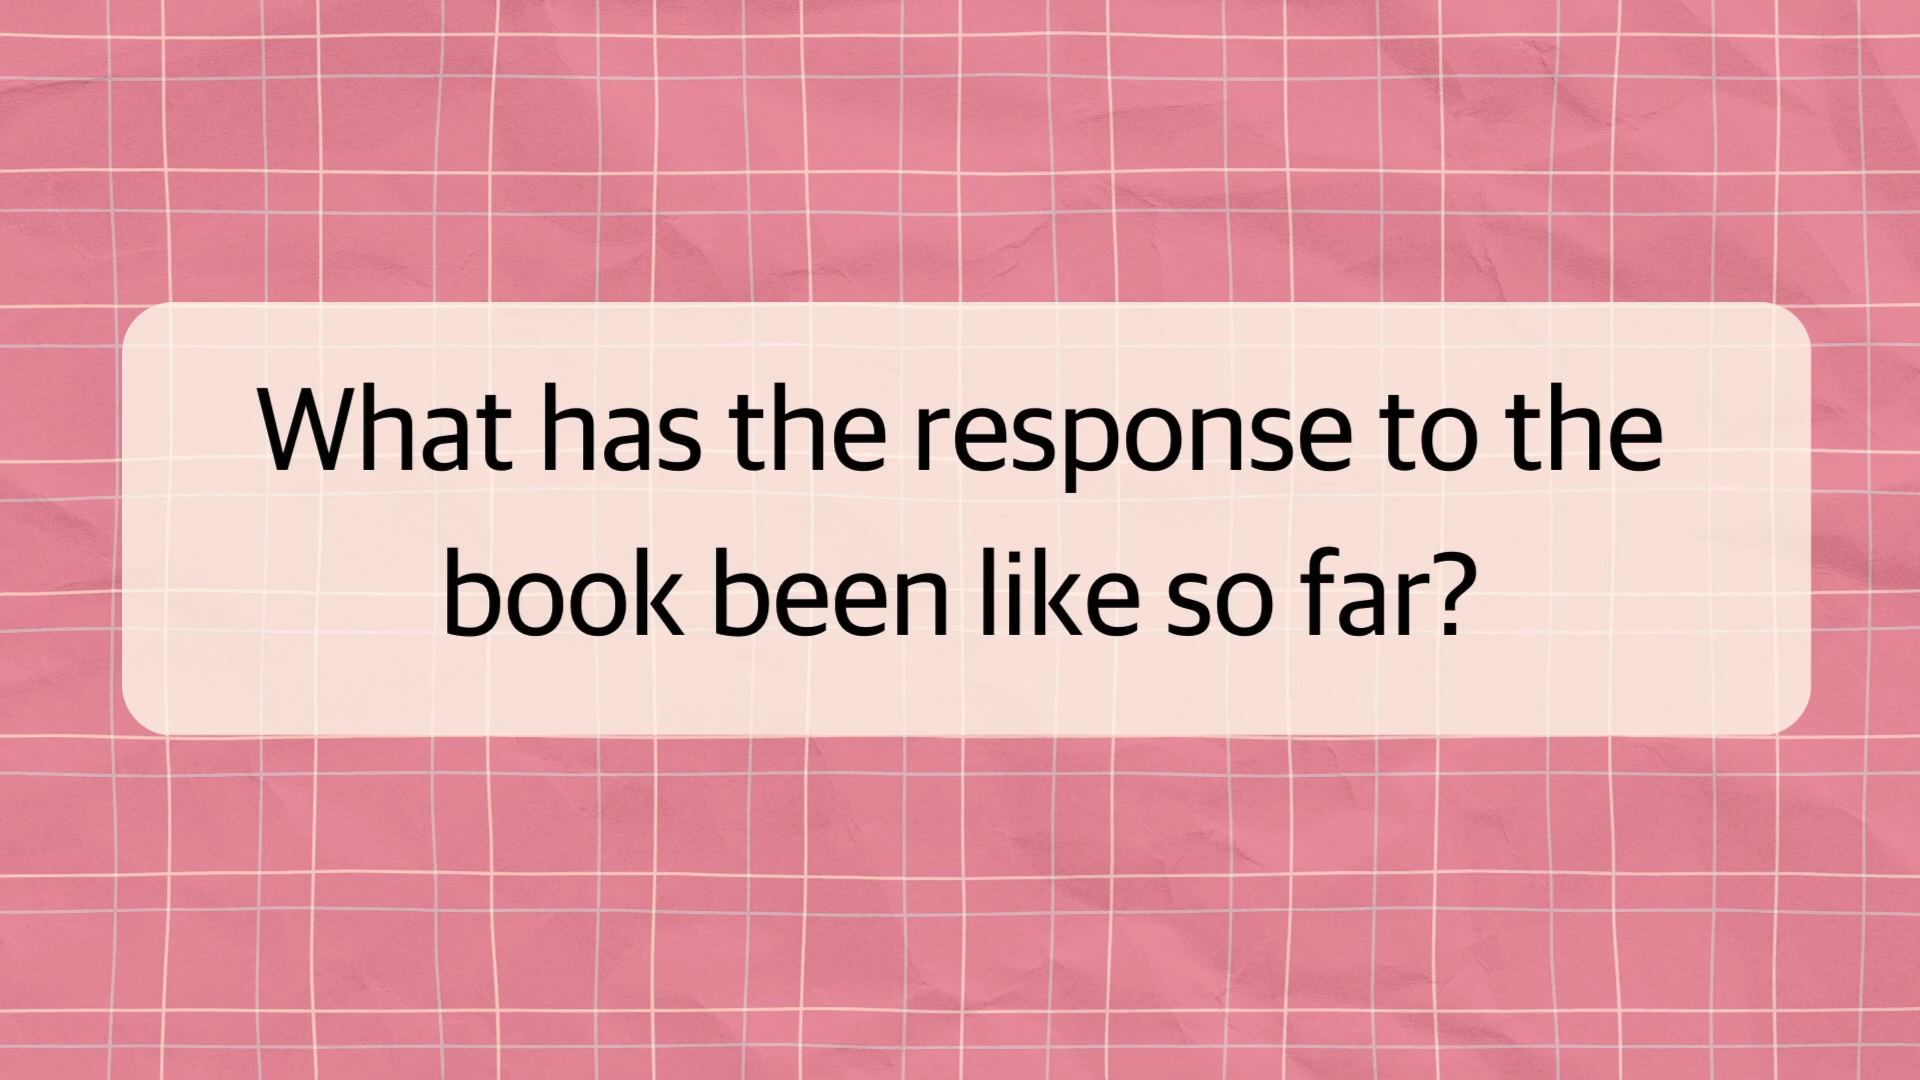 What has the response to the
book been like so far?